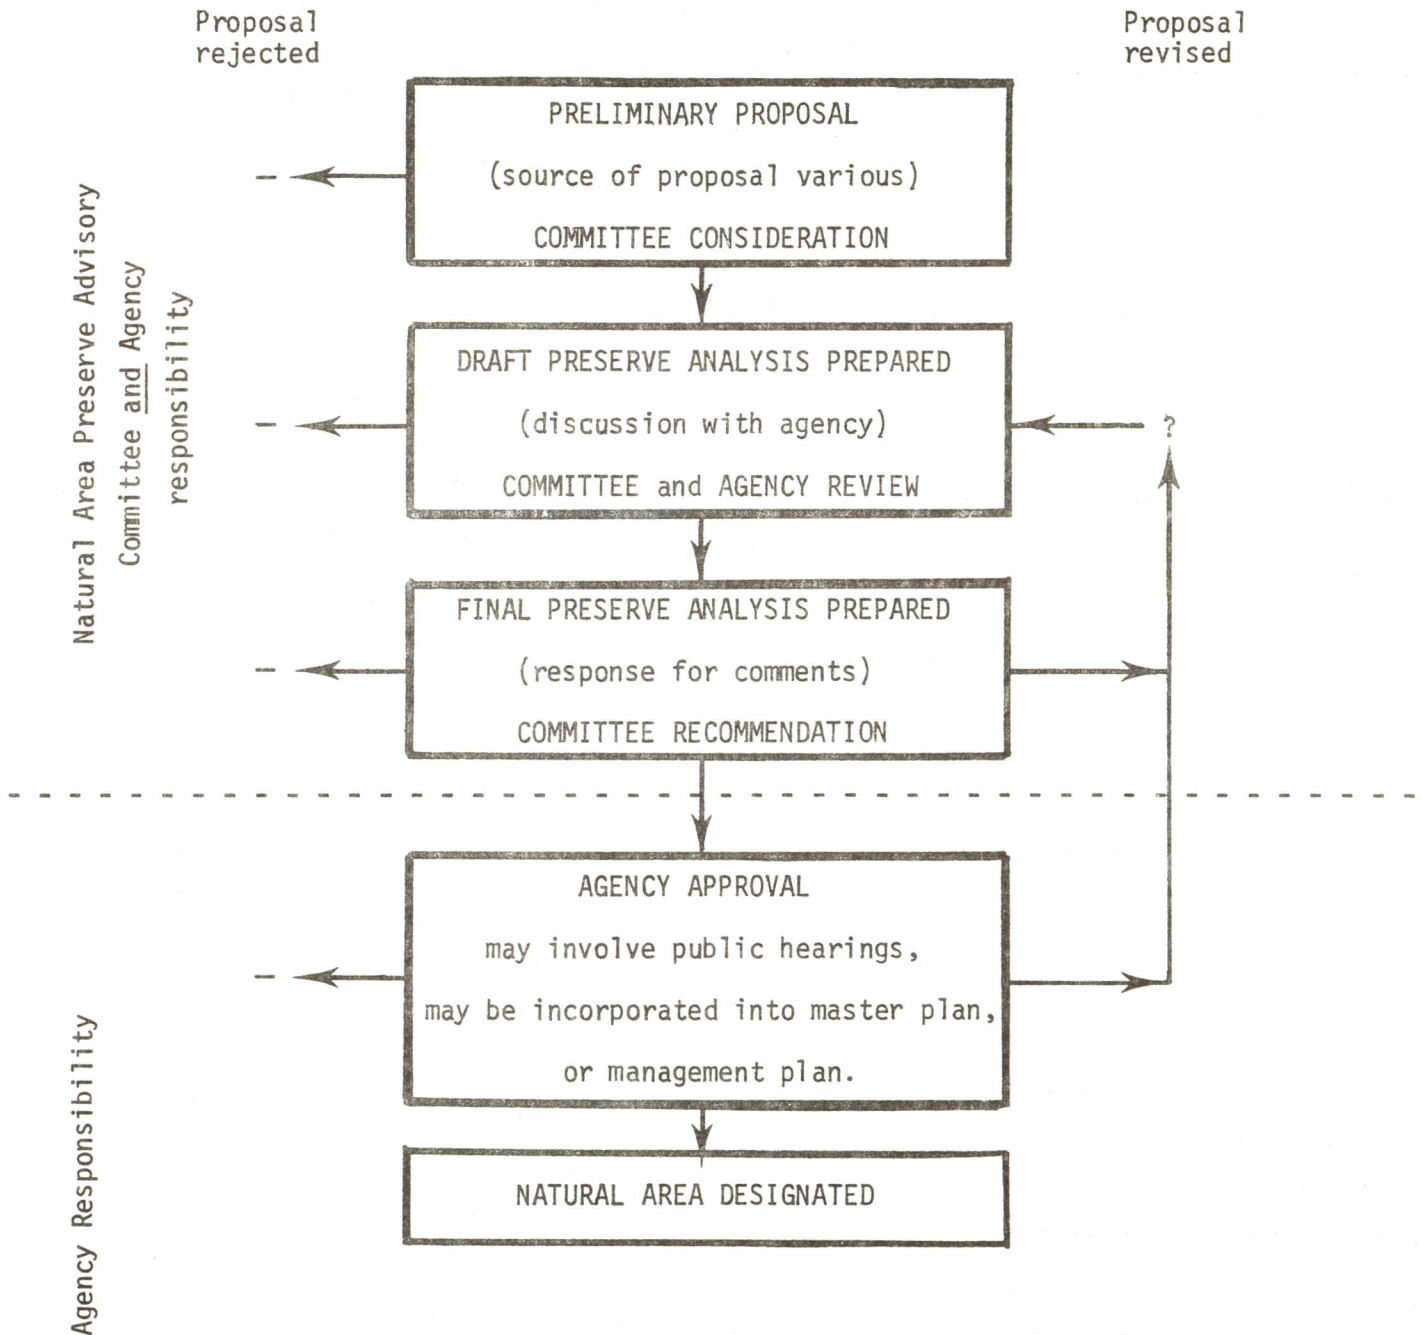 Proposal
rejected
Proposal
revised
PRELIMINARY PROPOSAL
(source of proposal various)
COMMITTEE CONSIDERATION
Natural Area Preserve Advisory
Committee and Agency
responsibility
DRAFT PRESERVE ANALYSIS PREPARED
(discussion with agency)
COMMITTEE and AGENCY REVIEW
?
FINAL PRESERVE ANALYSIS PREPARED
(response for comments)
COMMITTEE RECOMMENDATION
AGENCY APPROVAL
may involve public hearings,
may be incorporated into master plan,
or management plan.
Agency Responsibility
NATURAL AREA DESIGNATED